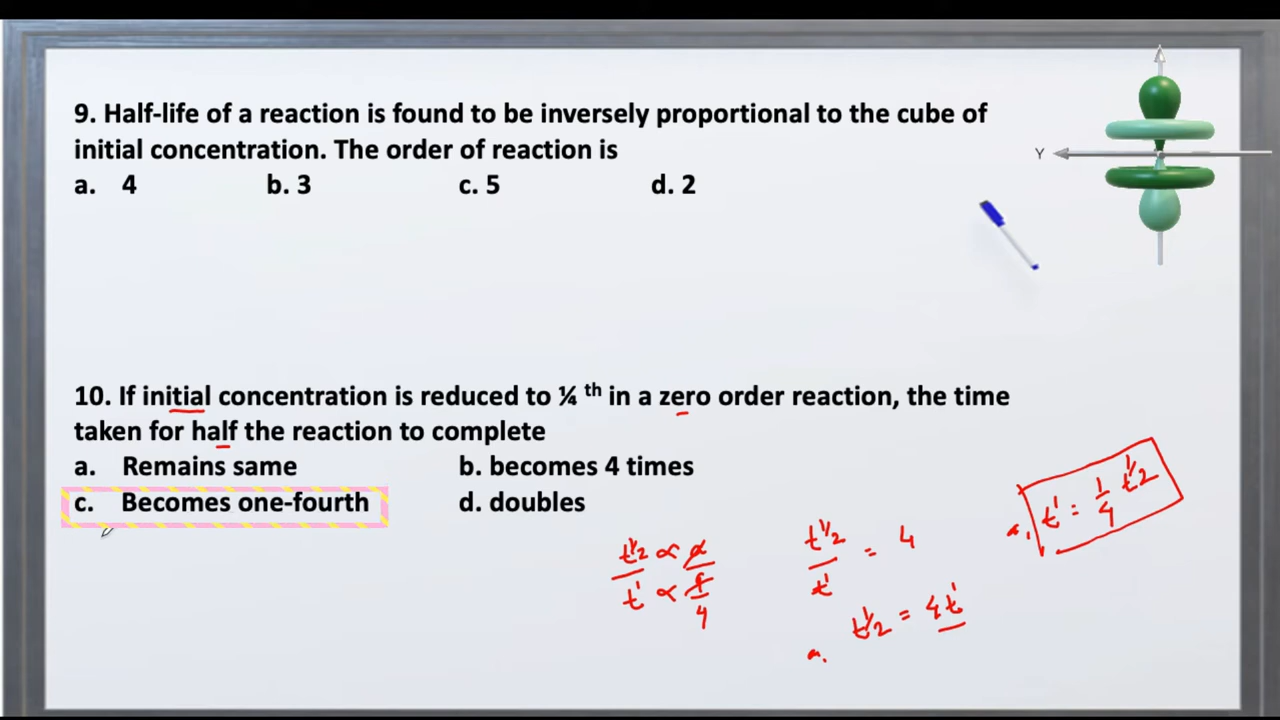 9. Half-life of a reaction is found to be inversely proportional to the cube of
initial concentration. The order of reaction is
a. 4 b. 3 c. 5 d. 2
Y
10. If initial concentration is reduced to ¼ th in a zero order reaction, the time
taken for half the reaction to complete
a. Remains same b. becomes 4 times
c. Becomes one-fourth d. doubles
t½ ∝ a
t' ∝ a/4
t½/t' = 4
t½ = 4t'
t' = 1/4 t½